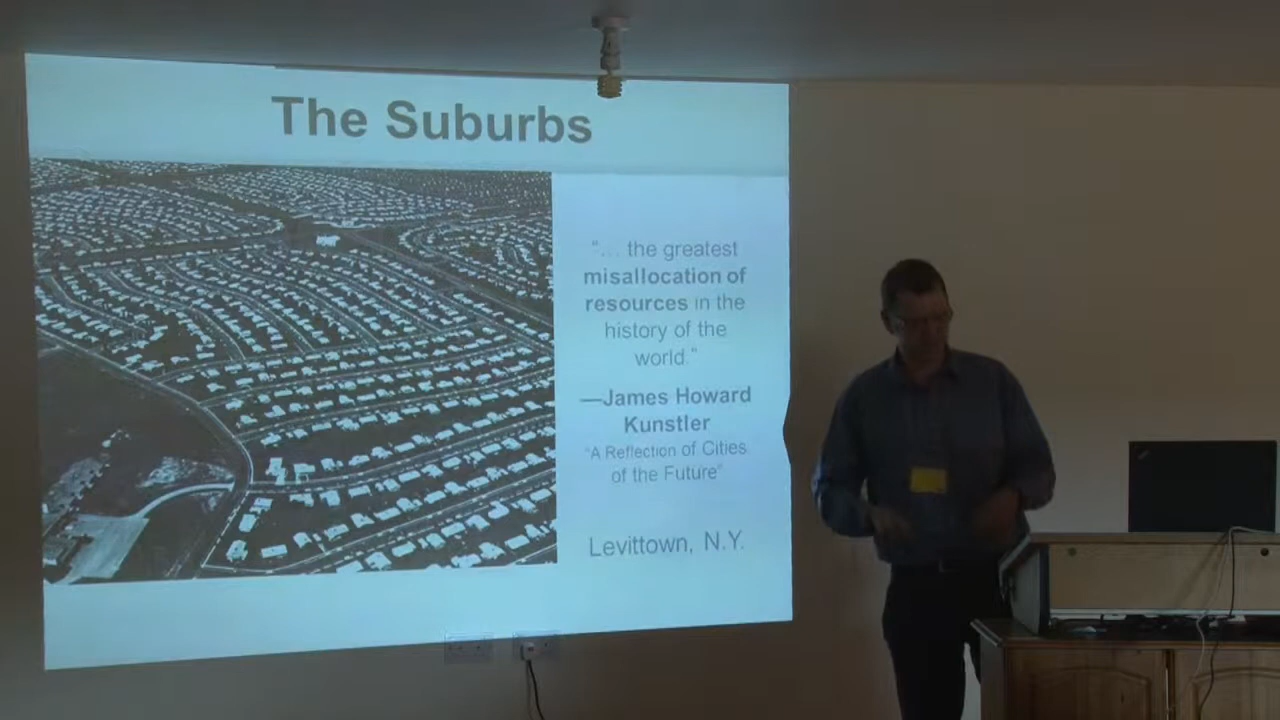 The Suburbs
"... the greatest
misallocation of
resources in the
history of the
world."
—James Howard
Kunstler
"A Reflection of Cities
of the Future"
Levittown, N.Y.